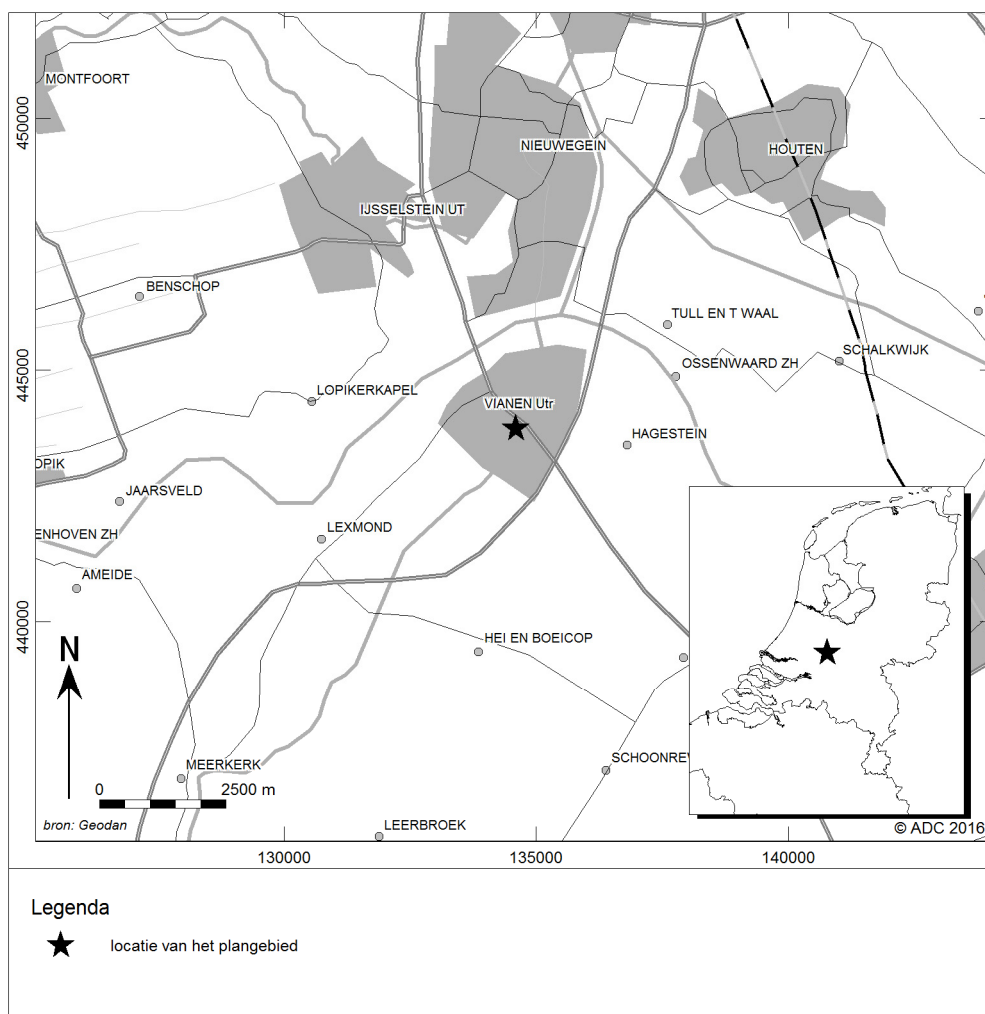 MONTFOORT
450000
NIEUWEGEIN
HOUTEN
IJSSELSTEIN UT
BENSCHOP
TULL EN T WAAL
SCHALKWIJK
OSSENWAARD ZH
445000
LOPIKERKAPEL
VIANEN Utr
HAGESTEIN
OPIK
JAARSVELD
LEXMOND
ENHOVEN ZH
AMEIDE
440000
HEI EN BOEICOP
N
SCHOONREW
MEERKERK
0 2500 m
bron: Geodan
LEERBROEK
© ADC 2016
130000 135000 140000
Legenda
locatie van het plangebied